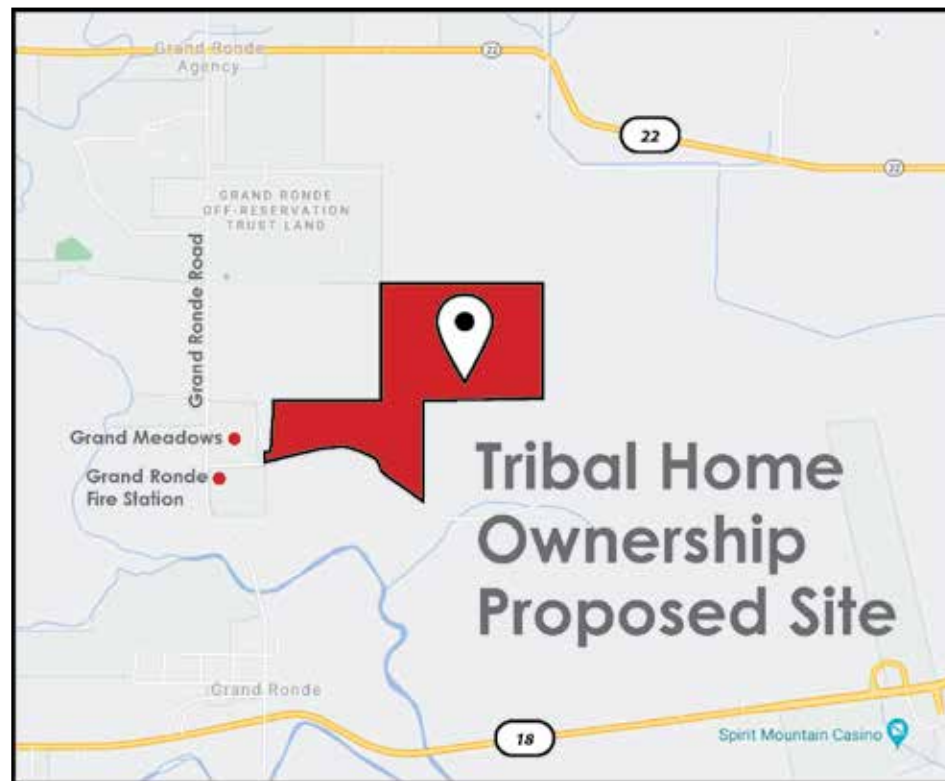 Grand Ronde
Agency
22
22
22
GRAND RONDE
OFF-RESERVATION
TRUST LAND
Grand Ronde Road
Grand Meadows
Grand Ronde
Fire Station
Tribal Home
Ownership
Proposed Site
Grand Ronde
18
Spirit Mountain Casino